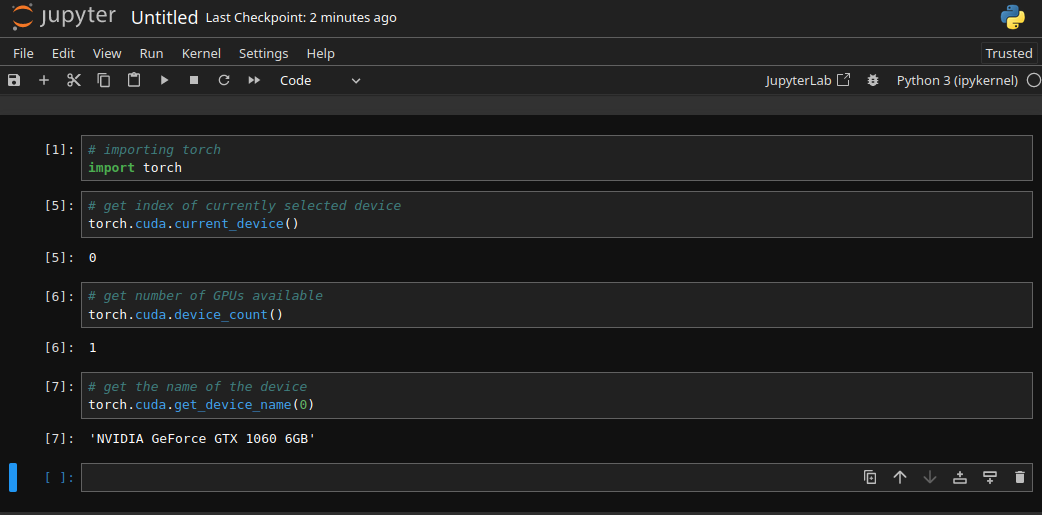 jupyter Untitled Last Checkpoint: 2 minutes ago
File Edit View Run Kernel Settings Help Trusted
Code JupyterLab Python 3 (ipykernel)
[1]: # importing torch
import torch
[5]: # get index of currently selected device
torch.cuda.current_device()
[5]: 0
[6]: # get number of GPUs available
torch.cuda.device_count()
[6]: 1
[7]: # get the name of the device
torch.cuda.get_device_name(0)
[7]: 'NVIDIA GeForce GTX 1060 6GB'
[ ]: